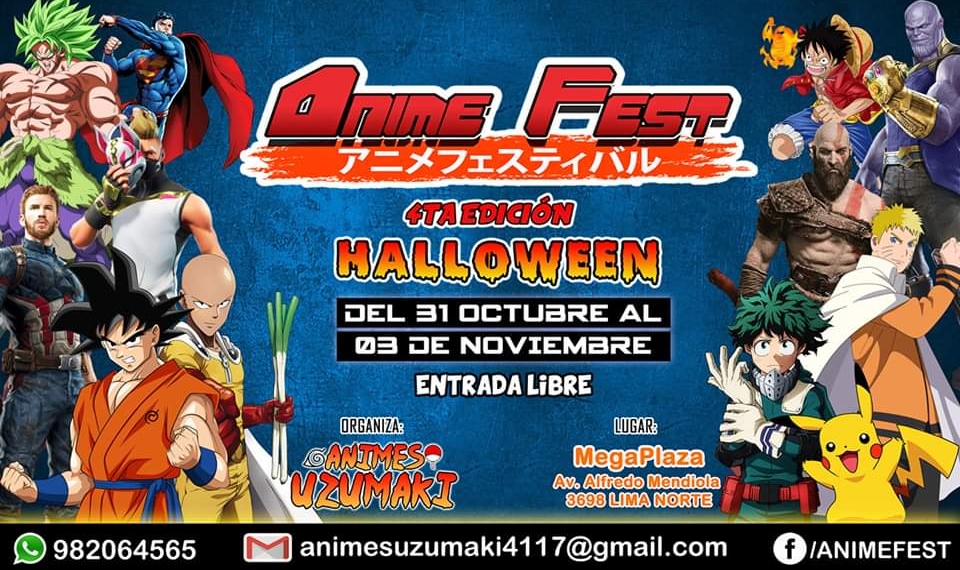 Anime Fest
アニメフェスティバル
4TA EDICIÓN
HALLOWEEN
DEL 31 OCTUBRE AL
03 DE NOVIEMBRE
ENTRADA LiBRE
ORGANIZA:
ANIMES
UZUMAKI
LUGAR:
MegaPlaza
Av. Alfredo Mendiola
3698 LIMA NORTE
982064565
animesuzumaki4117@gmail.com
/ANIMEFEST